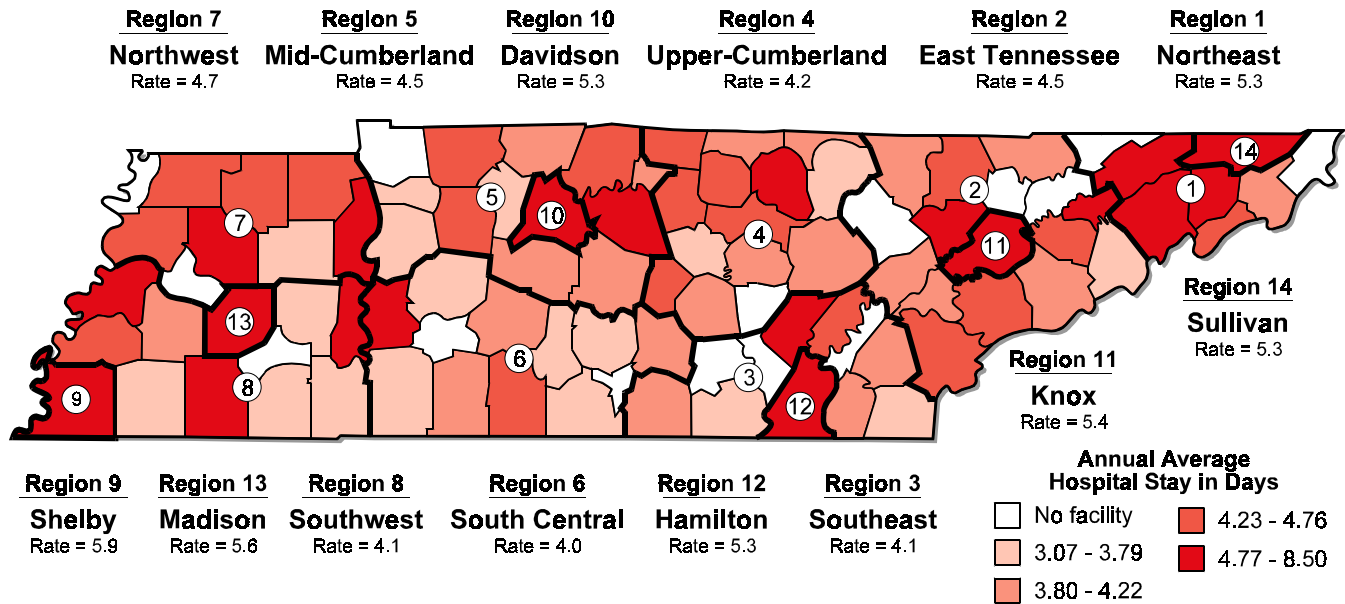 Region 7
Northwest
Rate = 4.7
Region 5
Mid-Cumberland
Rate = 4.5
Region 10
Davidson
Rate = 5.3
Region 4
Upper-Cumberland
Rate = 4.2
Region 2
East Tennessee
Rate = 4.5
Region 1
Northeast
Rate = 5.3
14
1
2
5
10
7
4
11
13
6
3
8
9
12
Region 14
Sullivan
Rate = 5.3
Region 11
Knox
Rate = 5.4
Region 9
Shelby
Rate = 5.9
Region 13
Madison
Rate = 5.6
Region 8
Southwest
Rate = 4.1
Region 6
South Central
Rate = 4.0
Region 12
Hamilton
Rate = 5.3
Region 3
Southeast
Rate = 4.1
Annual Average
Hospital Stay in Days
No facility
3.07 - 3.79
3.80 - 4.22
4.23 - 4.76
4.77 - 8.50